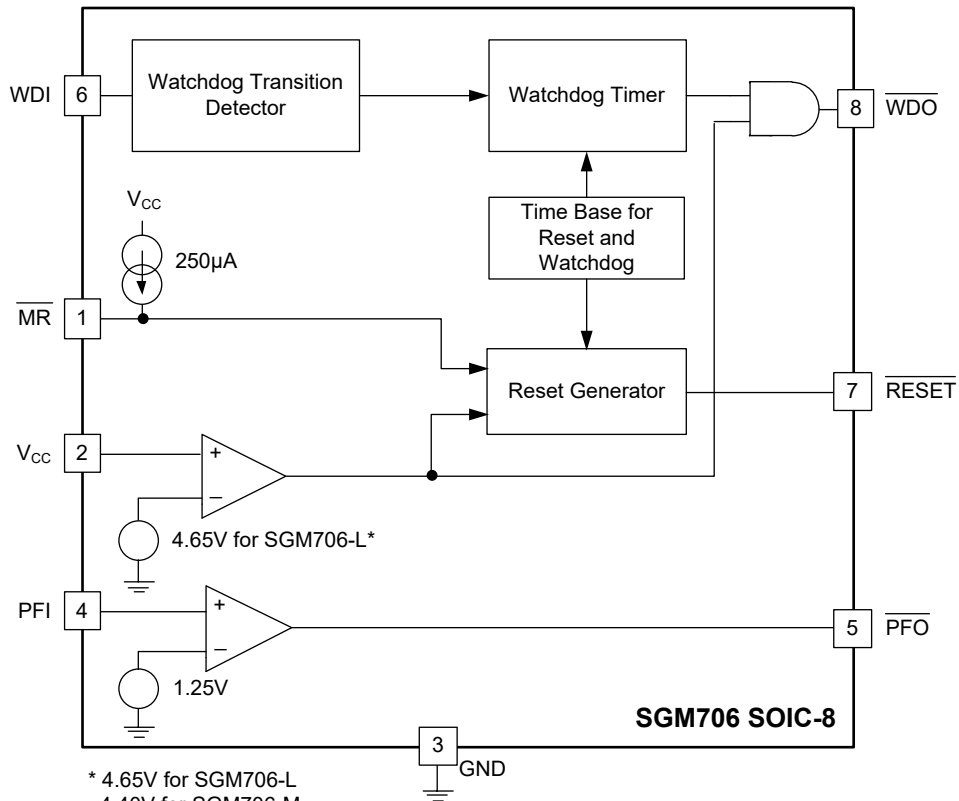 WDI
6
Watchdog Transition
Detector
Watchdog Timer
8
WDO
VCC
250µA
Time Base for
Reset and
Watchdog
MR
1
Reset Generator
7
RESET
VCC
2
+
−
4.65V for SGM706-L*
PFI
4
+
−
1.25V
5
PFO
SGM706 SOIC-8
3
GND
* 4.65V for SGM706-L